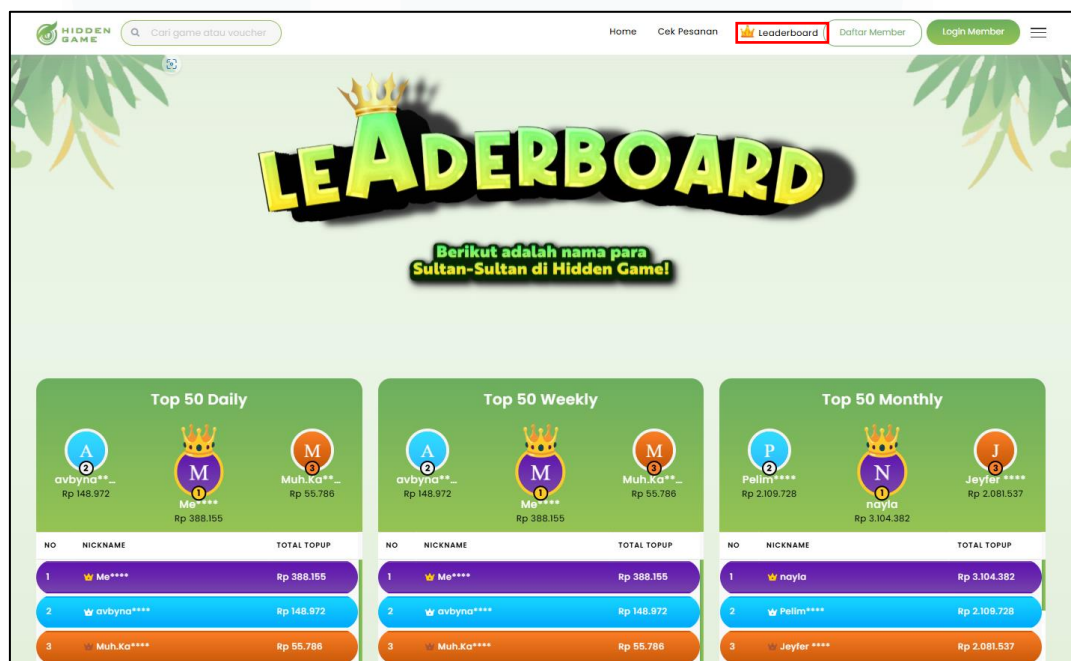 HIDDEN
GAME
Cari game atau voucher
Home
Cek Pesanan
Leaderboard
Daftar Member
Login Member
LEADERBOARD
Berikut adalah nama para
Sultan-Sultan di Hidden Game!
Top 50 Daily
A
2
avbyna**_
Rp 148.972
M
1
Me****
Rp 388.155
M
3
Muh.Ka**_
Rp 55.786
NO NICKNAME TOTAL TOPUP
1 Me**** Rp 388.155
2 avbyna**** Rp 148.972
3 Muh.Ka**** Rp 55.786
Top 50 Weekly
A
2
avbyna**_
Rp 148.972
M
1
Me****
Rp 388.155
M
3
Muh.Ka**_
Rp 55.786
NO NICKNAME TOTAL TOPUP
1 Me**** Rp 388.155
2 avbyna**** Rp 148.972
3 Muh.Ka**** Rp 55.786
Top 50 Monthly
P
2
Pelim****
Rp 2.109.728
N
1
nayla
Rp 3.104.382
J
3
Jeyfer ****
Rp 2.081.537
NO NICKNAME TOTAL TOPUP
1 nayla Rp 3.104.382
2 Pelim**** Rp 2.109.728
3 Jeyfer **** Rp 2.081.537